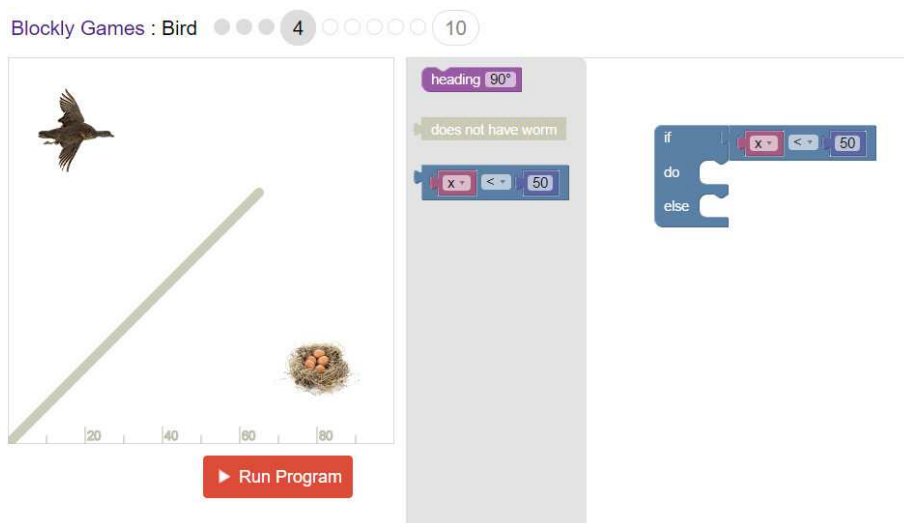 Blockly Games : Bird 4 10
heading 90°
does not have worm
x < 50
if x < 50
do
else
20 40 60 80
Run Program